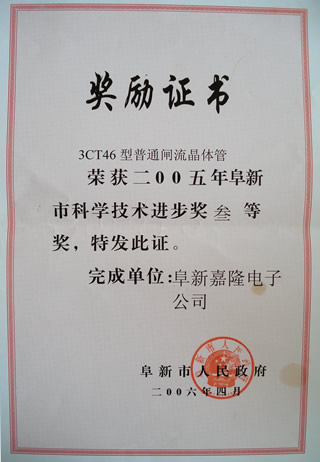 奖励证书
3CT46 型普通闸流晶体管
荣获二00五年阜新
市科学技术进步奖 叁 等
奖，特发此证。
完成单位:阜新嘉隆电子
公司
阜新市人民政府
二00六年四月